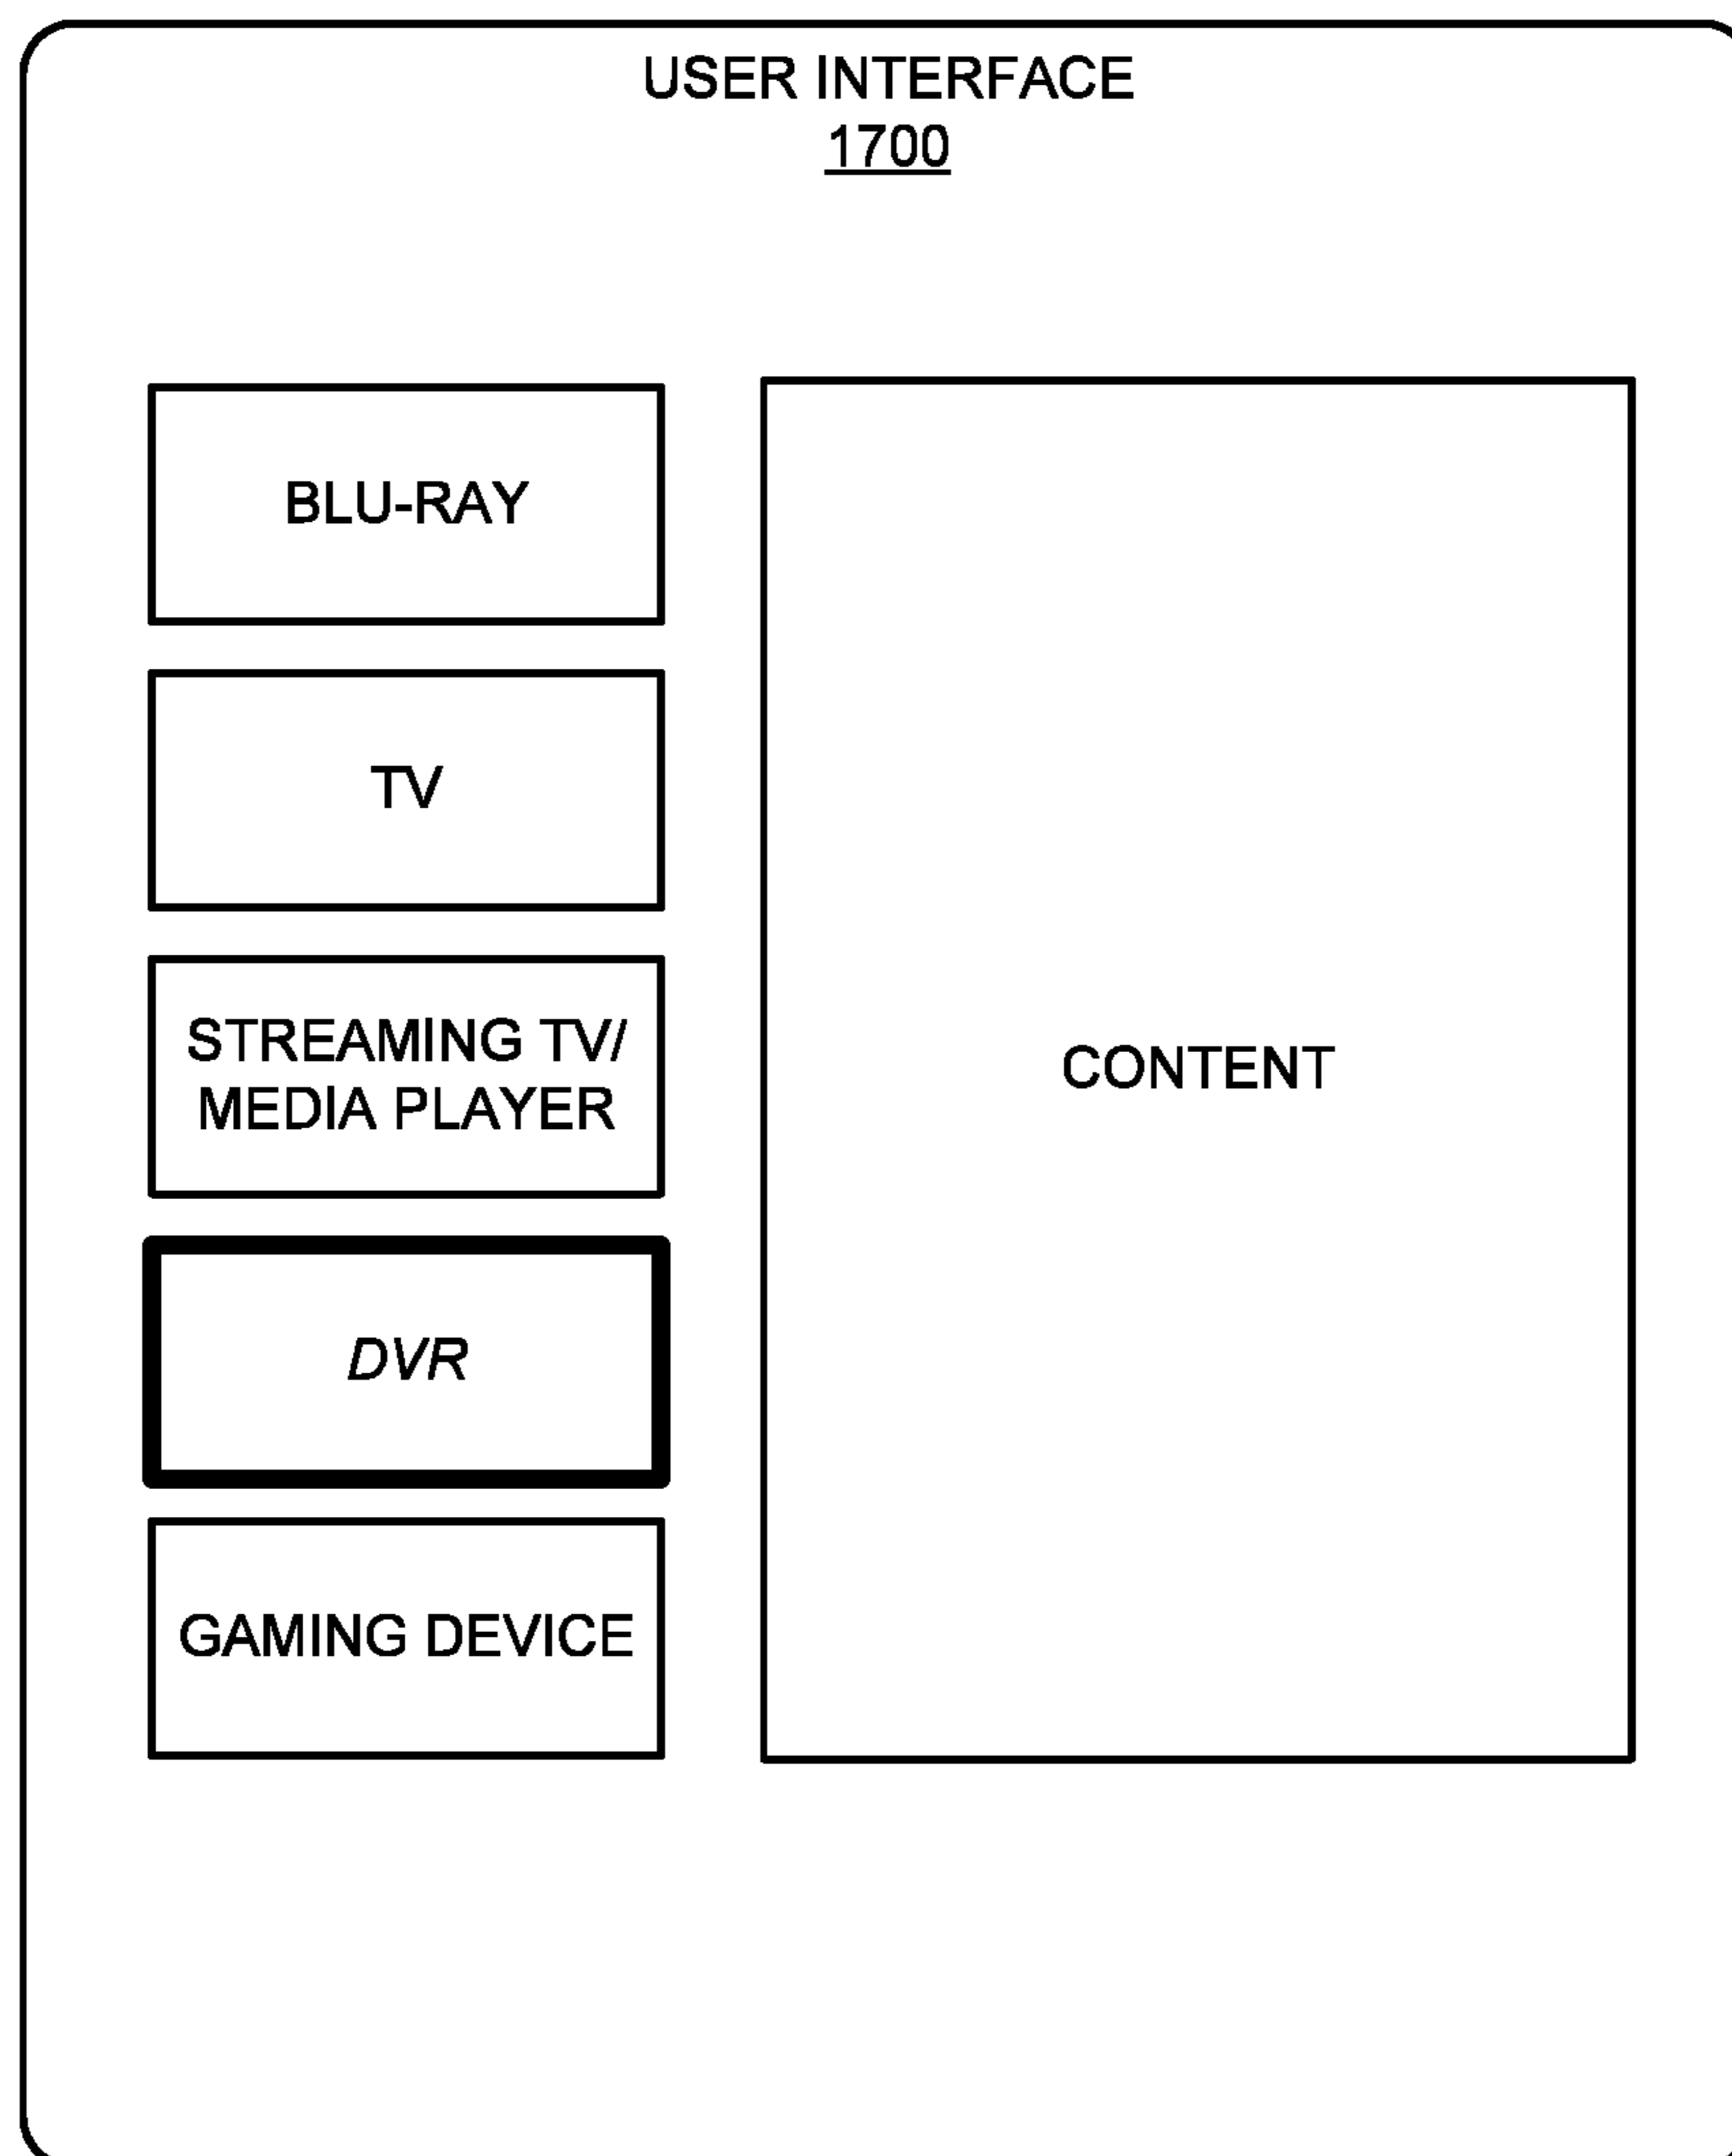 USER INTERFACE
1700
BLU-RAY
TV
STREAMING TV/
MEDIA PLAYER
DVR
GAMING DEVICE
CONTENT